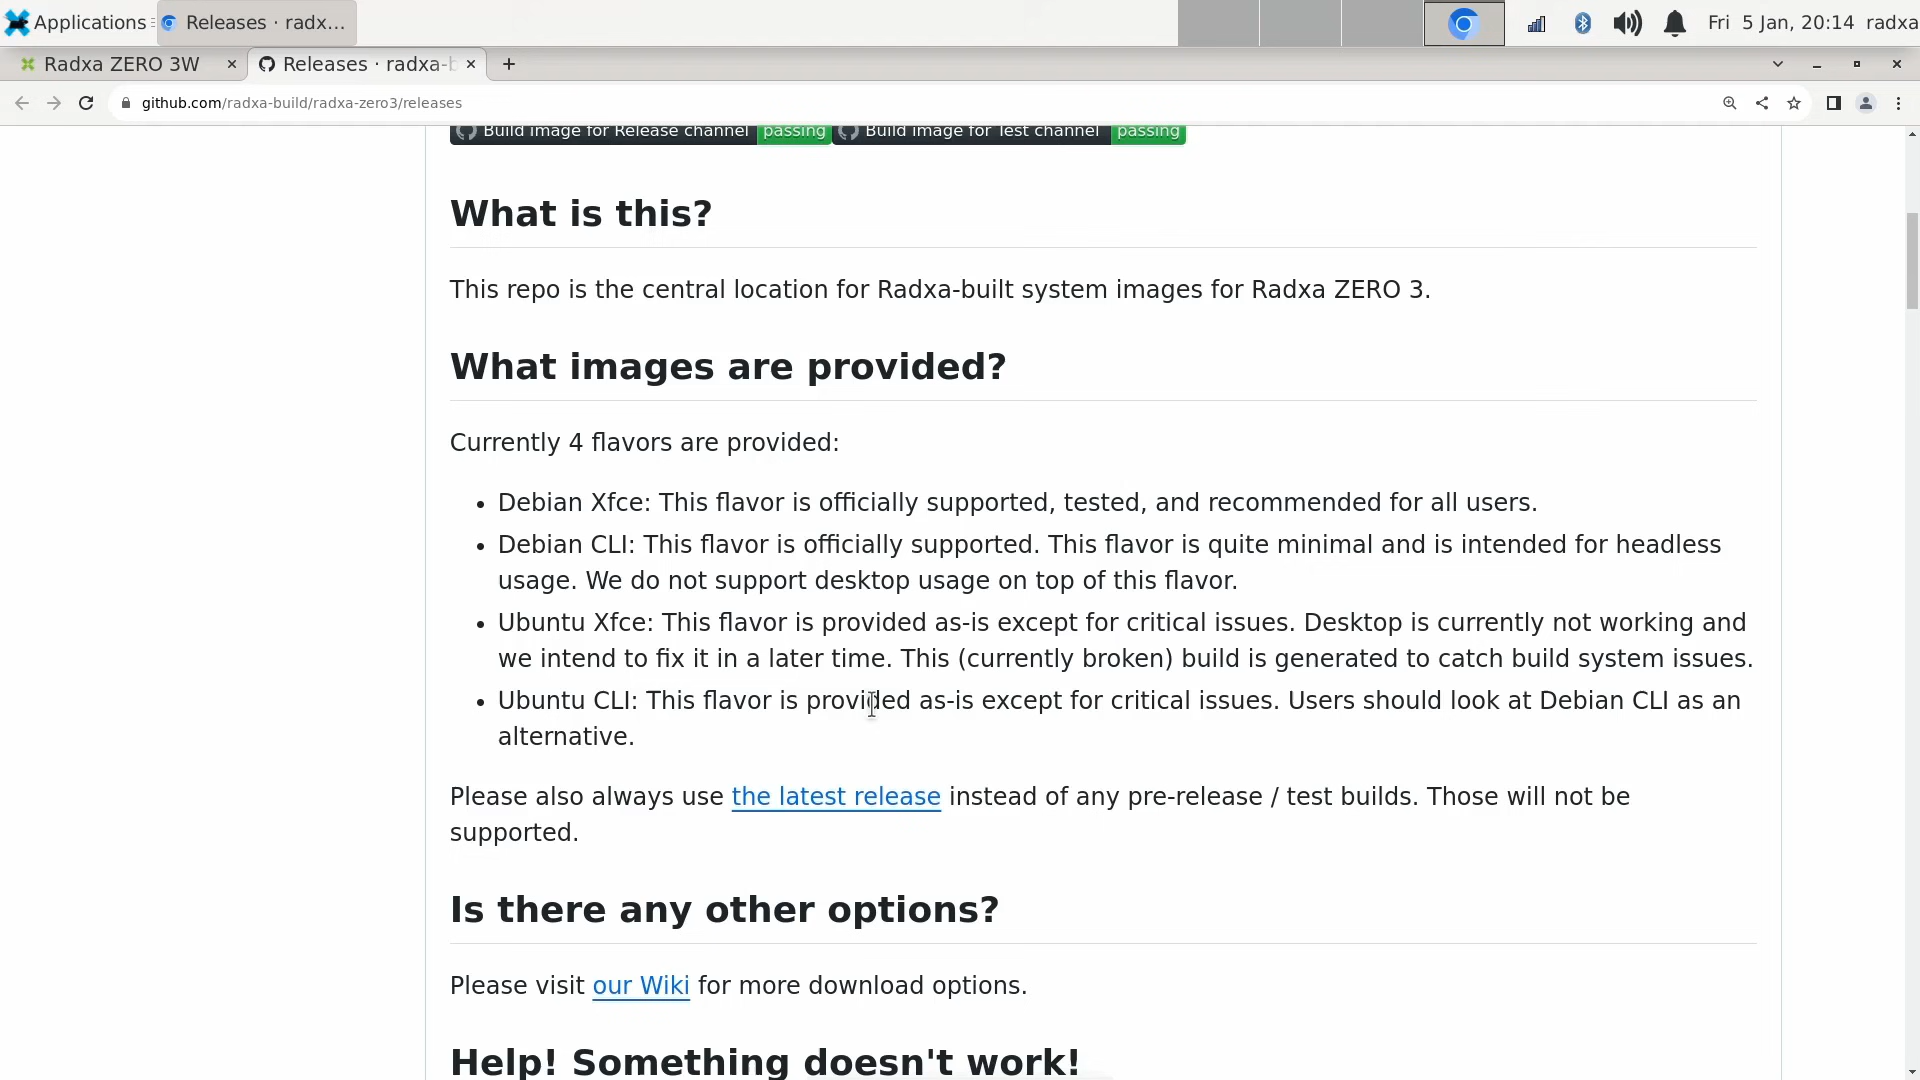 Applications
Releases · radx...
Fri 5 Jan, 20:14 radxa
Radxa ZERO 3W
Releases · radxa-b
github.com/radxa-build/radxa-zero3/releases
Build image for Release channel passing Build image for Test channel passing
What is this?
This repo is the central location for Radxa-built system images for Radxa ZERO 3.
What images are provided?
Currently 4 flavors are provided:
• Debian Xfce: This flavor is officially supported, tested, and recommended for all users.
• Debian CLI: This flavor is officially supported. This flavor is quite minimal and is intended for headless
usage. We do not support desktop usage on top of this flavor.
• Ubuntu Xfce: This flavor is provided as-is except for critical issues. Desktop is currently not working and
we intend to fix it in a later time. This (currently broken) build is generated to catch build system issues.
• Ubuntu CLI: This flavor is provided as-is except for critical issues. Users should look at Debian CLI as an
alternative.
Please also always use the latest release instead of any pre-release / test builds. Those will not be
supported.
Is there any other options?
Please visit our Wiki for more download options.
Help! Something doesn't work!